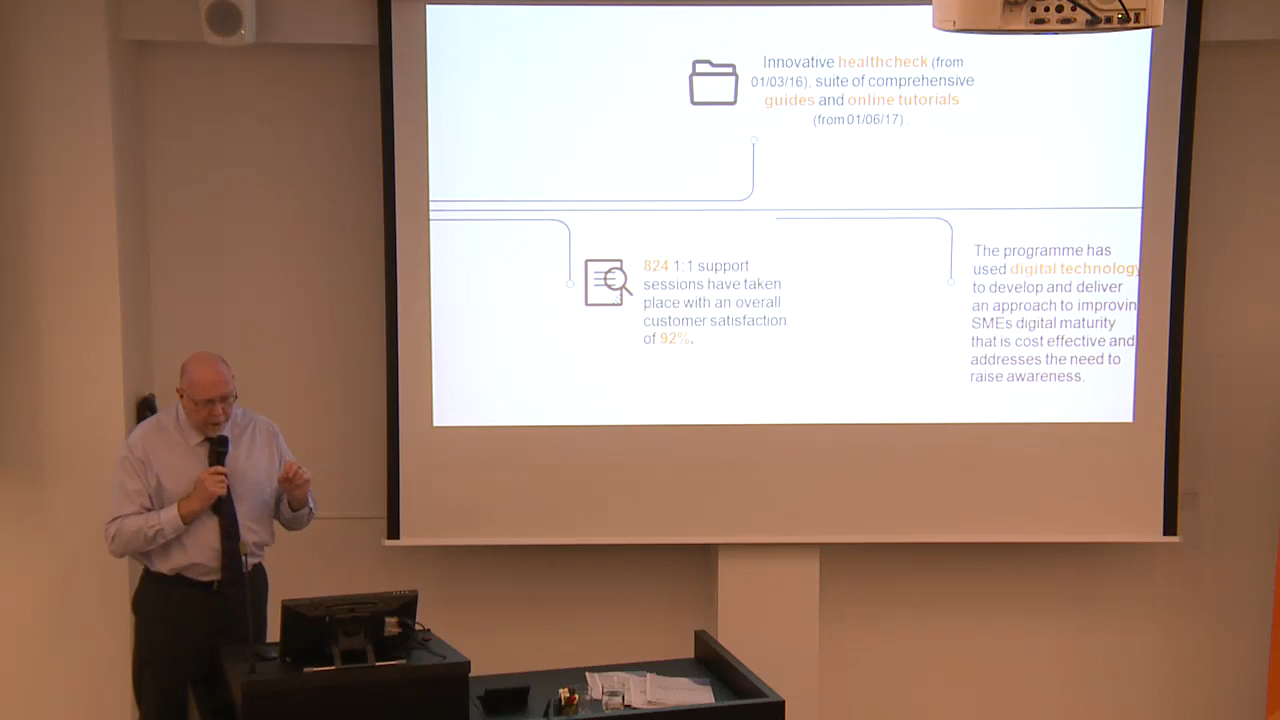 Innovative healthcheck (from
01/03/16), suite of comprehensive
guides and online tutorials
(from 01/06/17) .
824 1:1 support
sessions have taken
place with an overall
customer satisfaction
of 92%.
The programme has
used digital technology
to develop and deliver
an approach to improvin
SMEs digital maturity
that is cost effective and
addresses the need to
raise awareness.